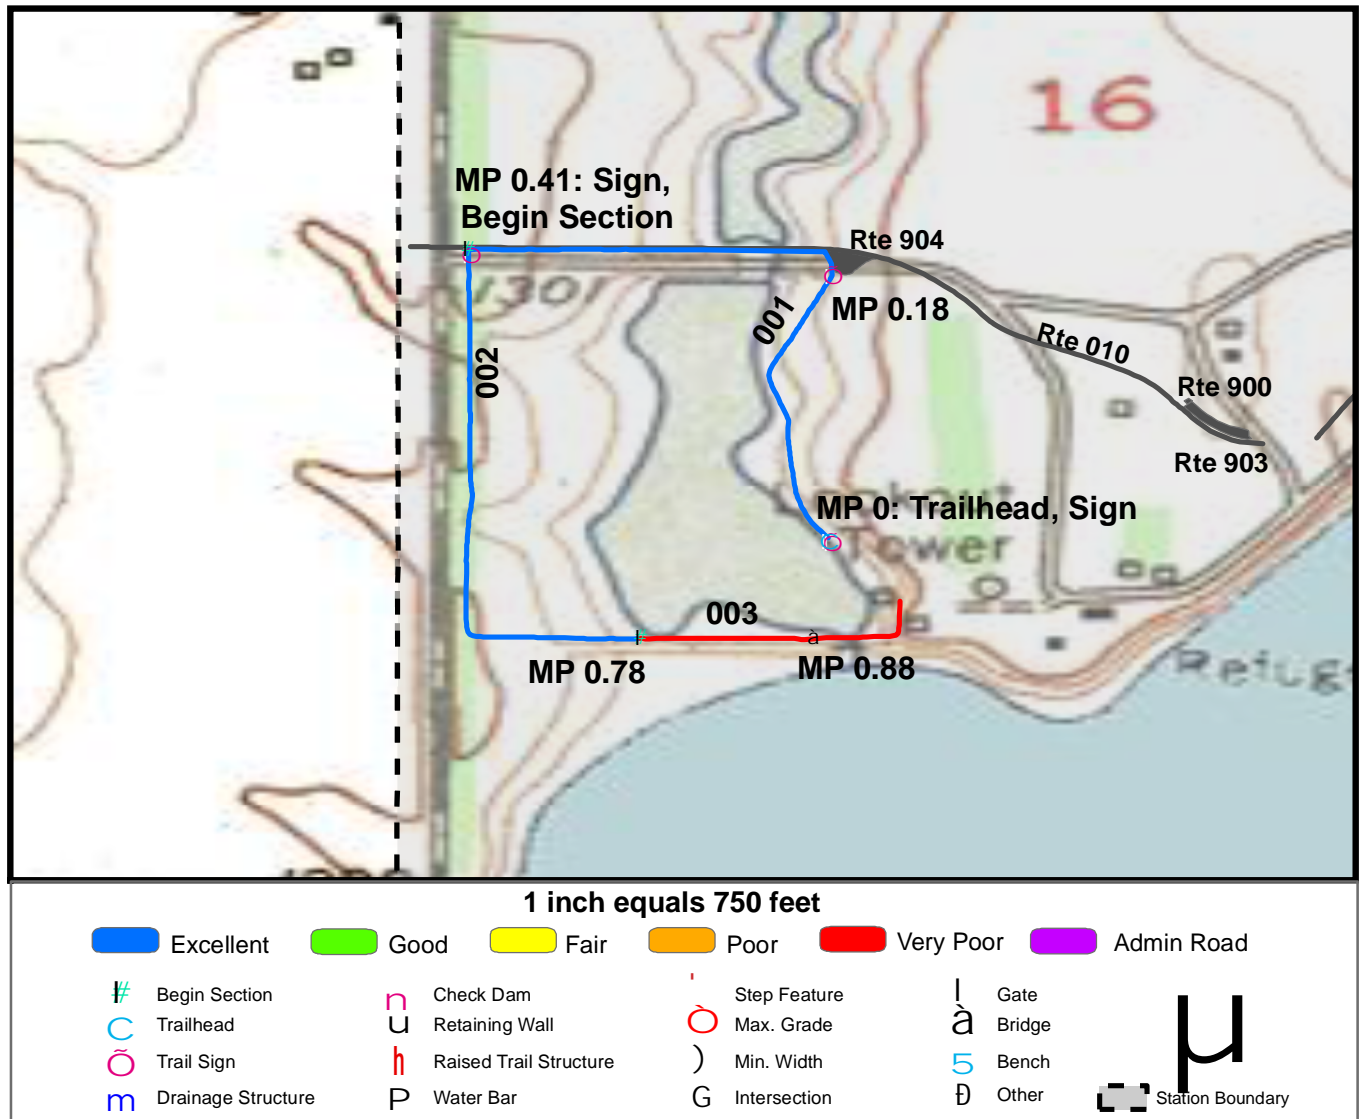 16
MP 0.41: Sign,
Begin Section
Rte 904
MP 0.18
001
Rte 010
Rte 900
Rte 903
002
MP 0: Trailhead, Sign
Tower
003
à
MP 0.78
MP 0.88
Refuge
1 inch equals 750 feet
Excellent
Good
Fair
Poor
Very Poor
Admin Road
# Begin Section
n Check Dam
' Step Feature
l Gate
C Trailhead
u Retaining Wall
Ò Max. Grade
à Bridge
Õ Trail Sign
h Raised Trail Structure
) Min. Width
5 Bench
m Drainage Structure
P Water Bar
G Intersection
Ð Other
µ
Station Boundary